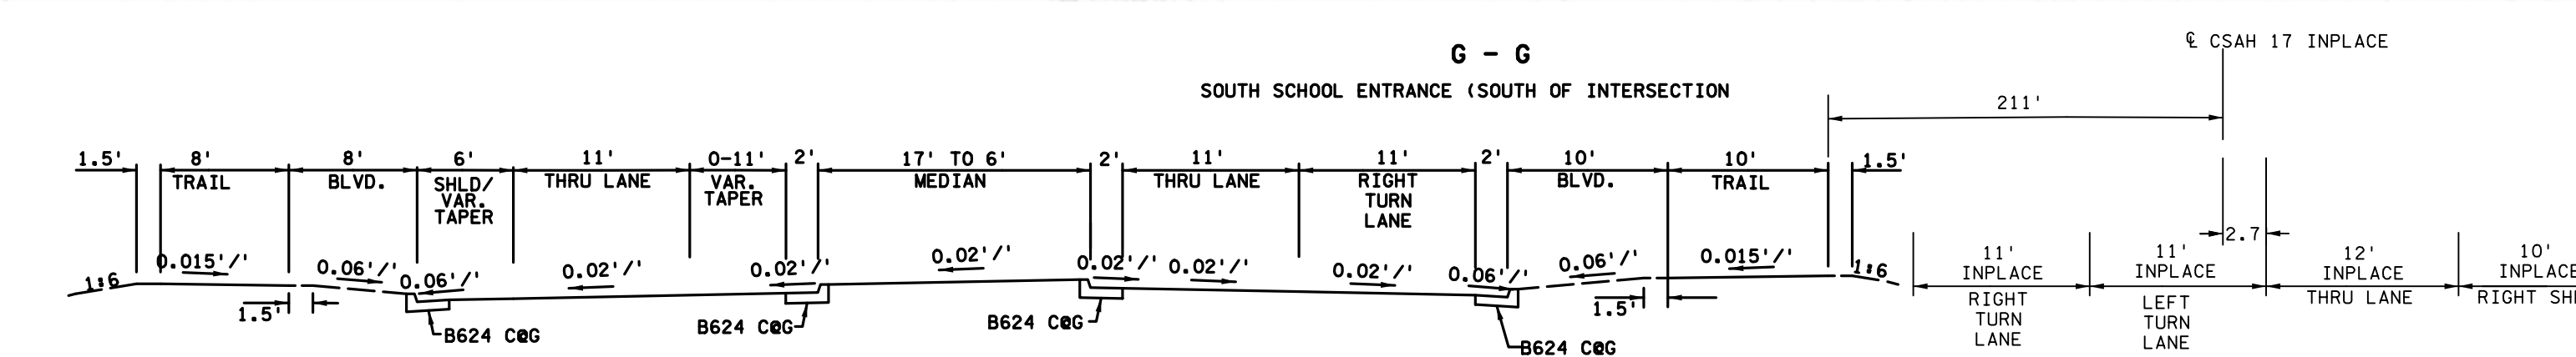 G - G
℄ CSAH 17 INPLACE
SOUTH SCHOOL ENTRANCE (SOUTH OF INTERSECTION
211'
1.5' 8' 8' 6' 11' 0-11' 2' 17' TO 6' 2' 11' 11' 2' 10' 10' 1.5'
TRAIL BLVD. SHLD/ VAR. TAPER THRU LANE VAR. TAPER MEDIAN THRU LANE RIGHT TURN LANE BLVD. TRAIL
2.7
1:6 0.015'/' 0.06'/' 0.06'/' 0.02'/' 0.02'/' 0.02'/' 0.02'/' 0.02'/' 0.02'/' 0.06'/' 0.06'/' 0.015'/' 1:6
11' 11' 12' 10'
INPLACE INPLACE INPLACE
RIGHT TURN LANE LEFT TURN LANE THRU LANE RIGHT
1.5' 1.5'
B624 C@G B624 C@G B624 C@G B624 C@G